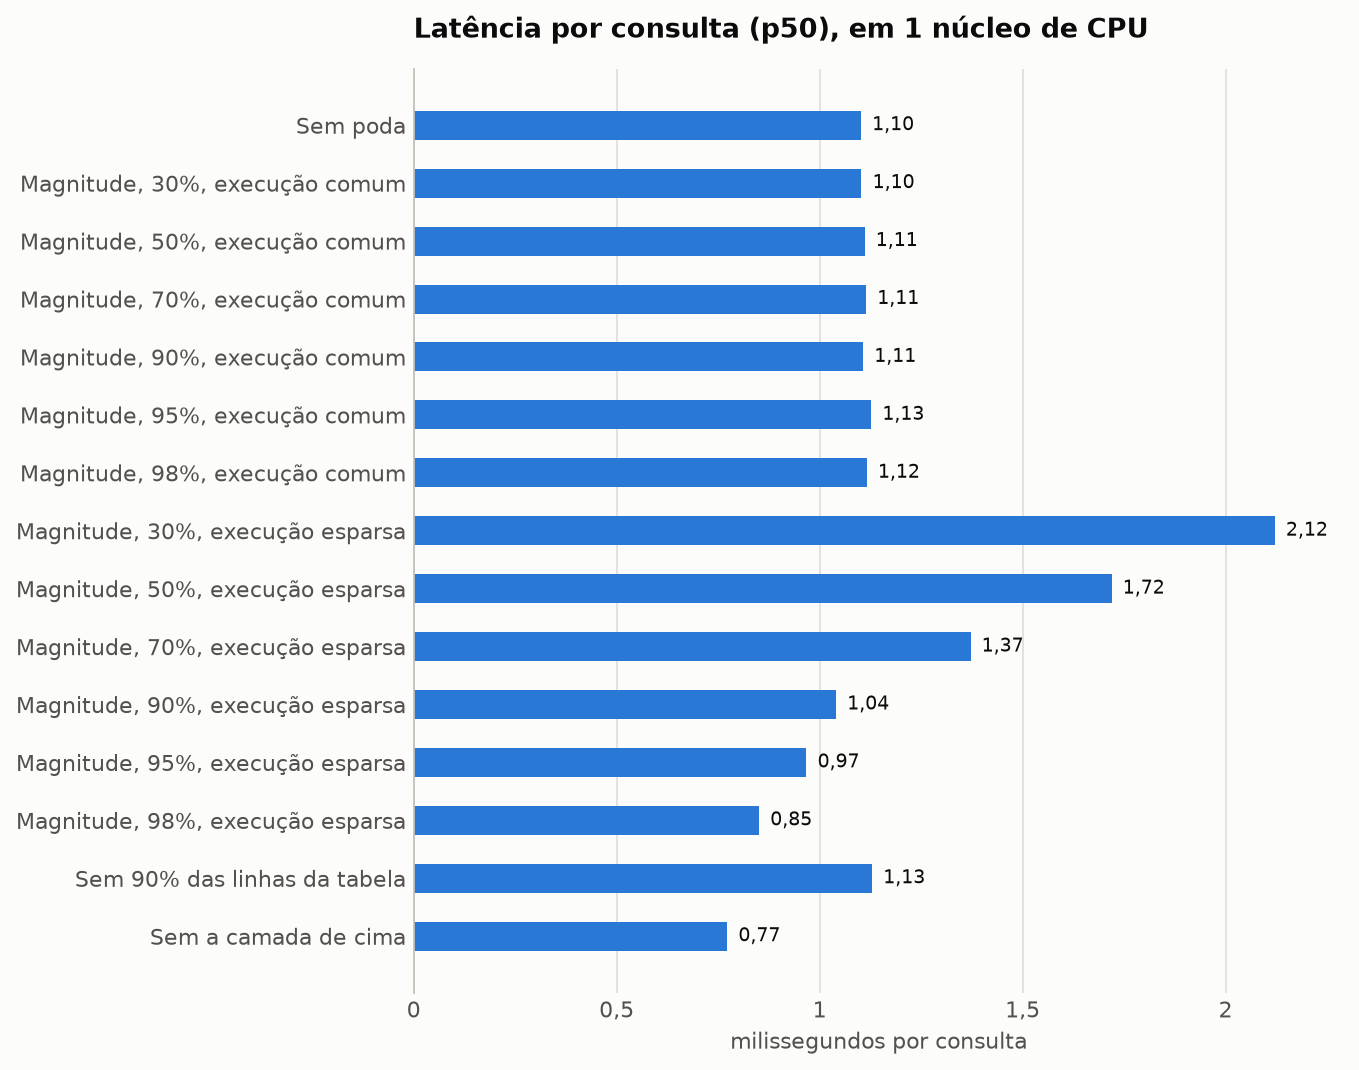 Latência por consulta (p50), em 1 núcleo de CPU
Sem poda 1,10
Magnitude, 30%, execução comum 1,10
Magnitude, 50%, execução comum 1,11
Magnitude, 70%, execução comum 1,11
Magnitude, 90%, execução comum 1,11
Magnitude, 95%, execução comum 1,13
Magnitude, 98%, execução comum 1,12
Magnitude, 30%, execução esparsa 2,12
Magnitude, 50%, execução esparsa 1,72
Magnitude, 70%, execução esparsa 1,37
Magnitude, 90%, execução esparsa 1,04
Magnitude, 95%, execução esparsa 0,97
Magnitude, 98%, execução esparsa 0,85
Sem 90% das linhas da tabela 1,13
Sem a camada de cima 0,77
0 0,5 1 1,5 2
milissegundos por consulta